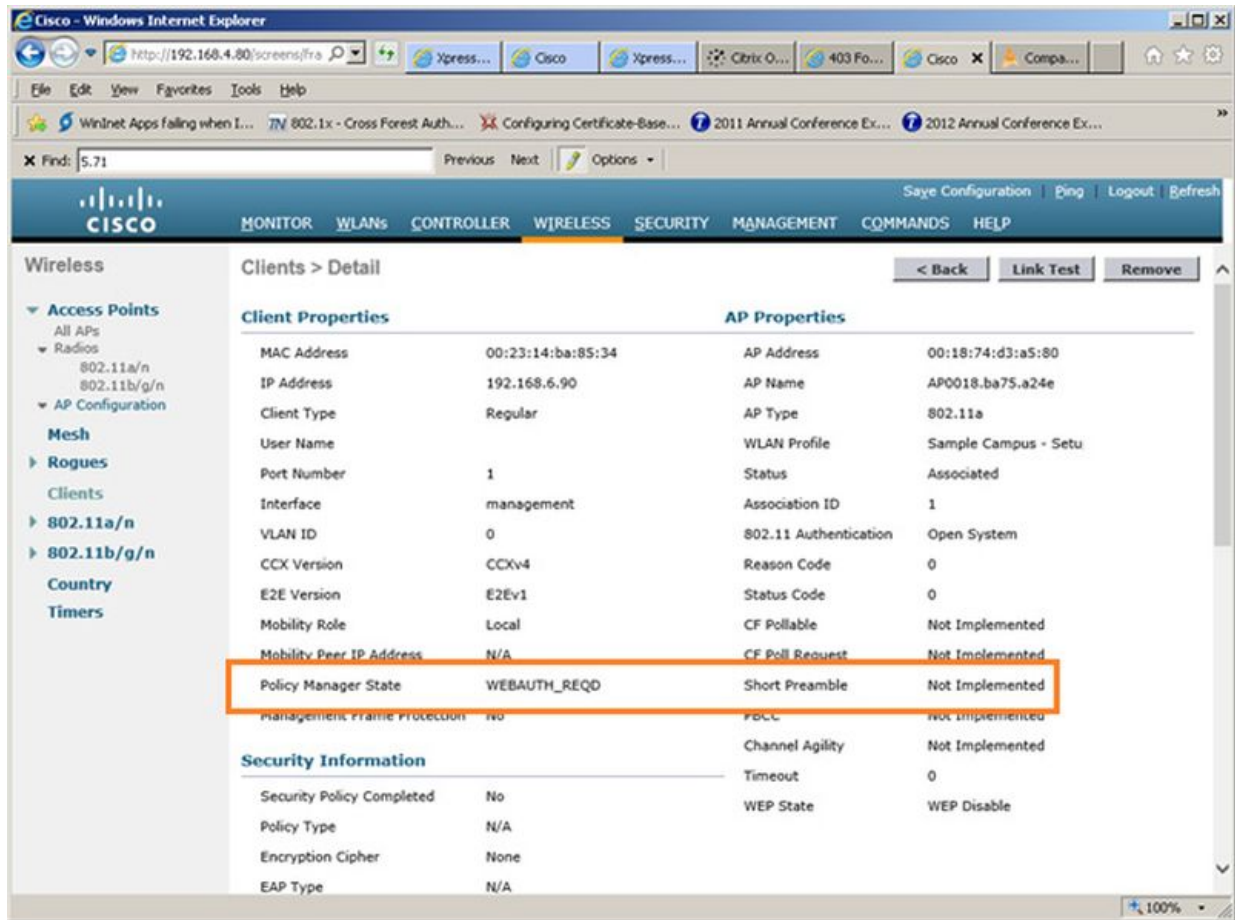 Cisco - Windows Internet Explorer
http://192.168.4.80/screens/fra
Xpress...
Cisco
Xpress...
Citrix O...
403 Fo...
Cisco
Compa...
File Edit View Favorites Tools Help
WinInet Apps failing when I...
802.1x - Cross Forest Auth...
Configuring Certificate-Base...
2011 Annual Conference Ex...
2012 Annual Conference Ex...
Find: 5.71 Previous Next Options
Save Configuration | Ping | Logout | Refresh
CISCO
MONITOR WLANs CONTROLLER WIRELESS SECURITY MANAGEMENT COMMANDS HELP
Wireless
Access Points
All APs
Radios
802.11a/n
802.11b/g/n
AP Configuration
Mesh
Rogues
Clients
802.11a/n
802.11b/g/n
Country
Timers
Clients > Detail
< Back
Link Test
Remove
Client Properties
MAC Address 00:23:14:ba:85:34
IP Address 192.168.6.90
Client Type Regular
User Name
Port Number 1
Interface management
VLAN ID 0
CCX Version CCXv4
E2E Version E2Ev1
Mobility Role Local
Mobility Peer IP Address N/A
Policy Manager State WEBAUTH_REQD
Management Frame Protection No
Security Information
Security Policy Completed No
Policy Type N/A
Encryption Cipher None
EAP Type N/A
AP Properties
AP Address 00:18:74:d3:a5:80
AP Name AP0018.ba75.a24e
AP Type 802.11a
WLAN Profile Sample Campus - Setu
Status Associated
Association ID 1
802.11 Authentication Open System
Reason Code 0
Status Code 0
CF Pollable Not Implemented
CF Poll Request Not Implemented
Short Preamble Not Implemented
PBCC Not Implemented
Channel Agility Not Implemented
Timeout 0
WEP State WEP Disable
100%